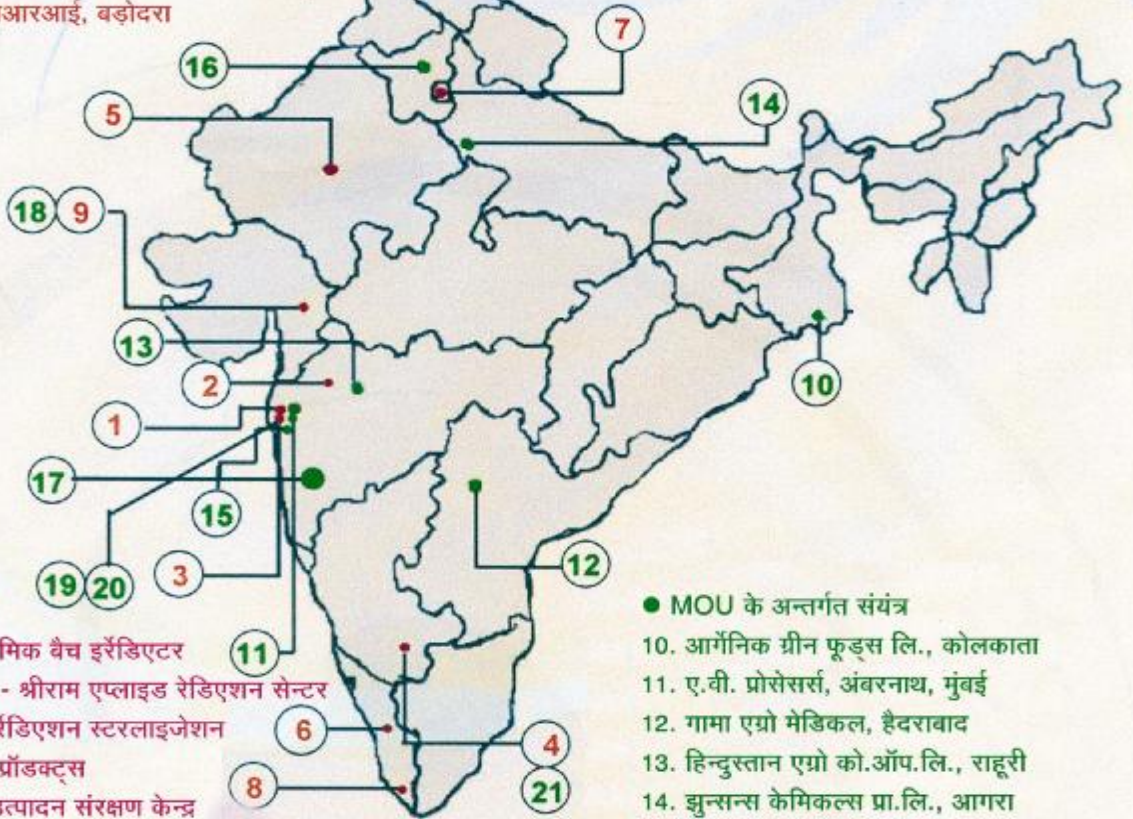 आरआई, बड़ोदरा
7
16
14
5
18 9
13
2
10
1
17
15
12
19 20
3
11
6
4
8
21
मिक बैच इर्रेडिएटर
- श्रीराम एप्लाइड रेडिएशन सेन्टर
र्रेडिएशन स्टरलाइजेशन
प्रॉडक्ट्स
उत्पादन संरक्षण केन्द्र
● MOU के अन्तर्गत संयंत्र
10. आर्गेनिक ग्रीन फूड्स लि., कोलकाता
11. ए.वी. प्रोसेसर्स, अंबरनाथ, मुंबई
12. गामा एग्रो मेडिकल, हैदराबाद
13. हिन्दुस्तान एग्रो को.ऑप.लि., राहूरी
14. झुन्सन्स केमिकल्स प्रा.लि., आगरा